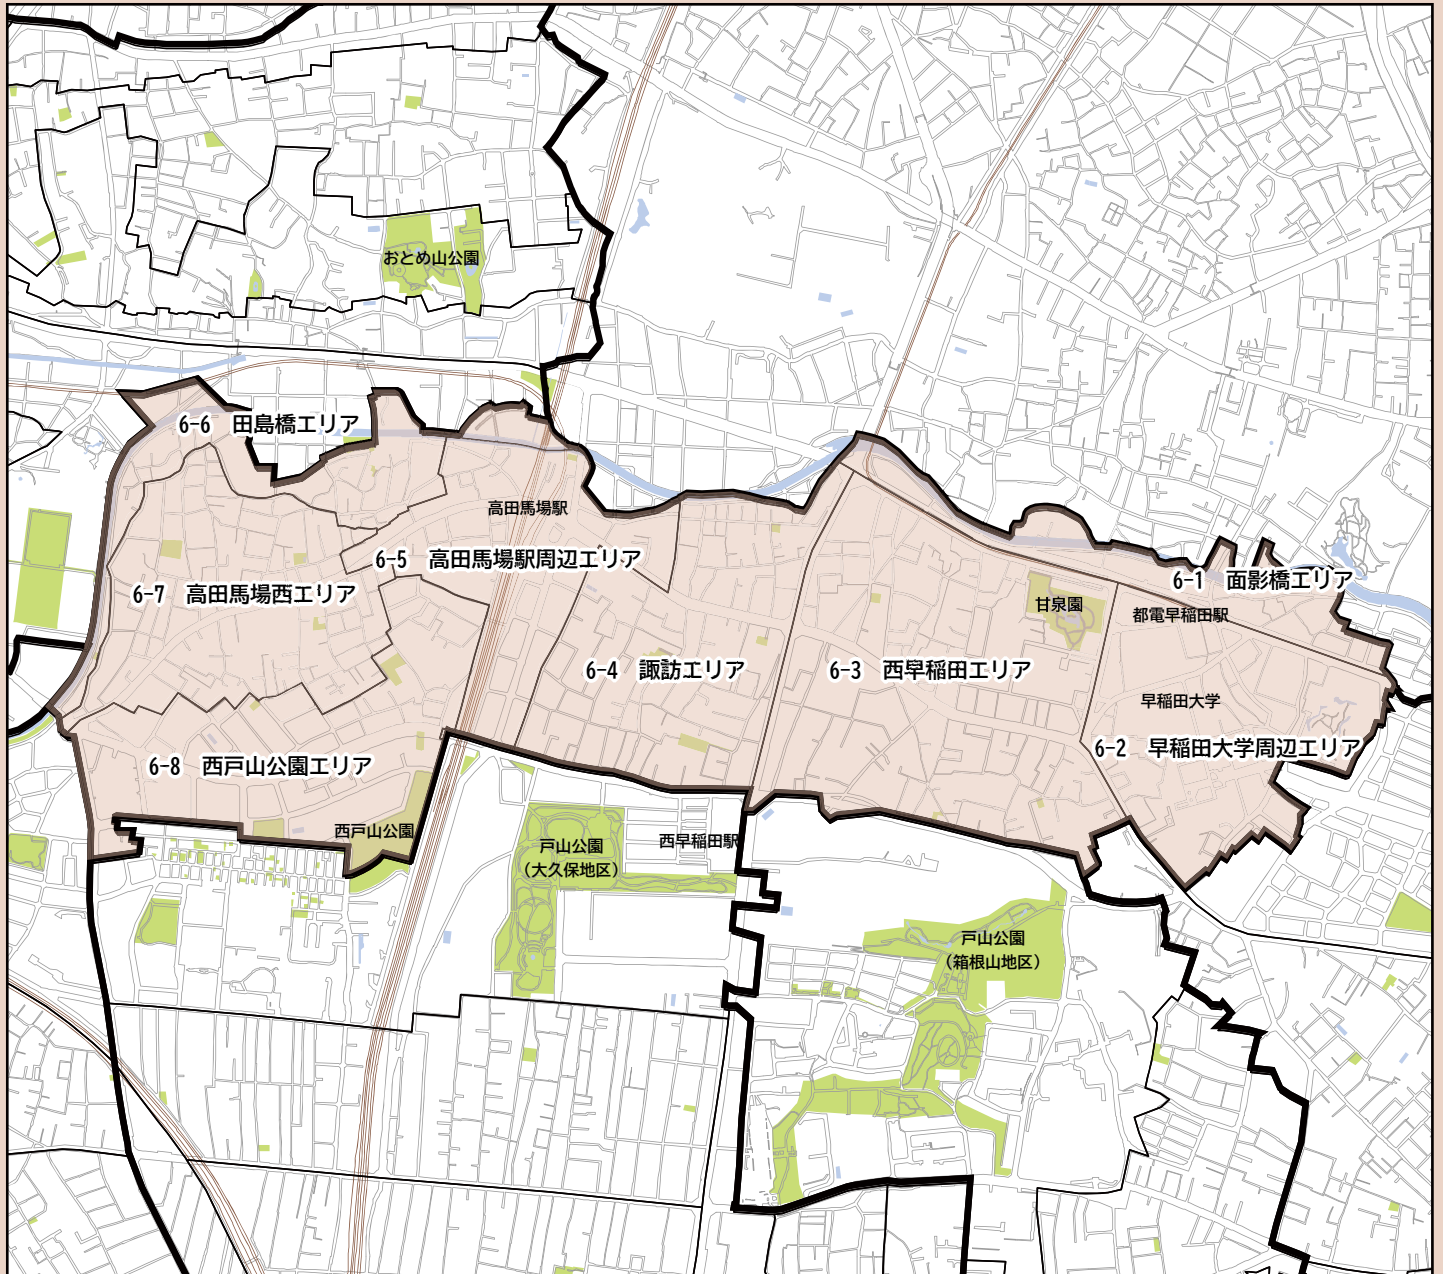 おとめ山公園
6-6 田島橋エリア
高田馬場駅
6-5 高田馬場駅周辺エリア
6-7 高田馬場西エリア
6-1 面影橋エリア
甘泉園
都電早稲田駅
6-4 諏訪エリア
6-3 西早稲田エリア
早稲田大学
6-2 早稲田大学周辺エリア
6-8 西戸山公園エリア
西戸山公園
戸山公園
（大久保地区）
西早稲田駅
戸山公園
（箱根山地区）